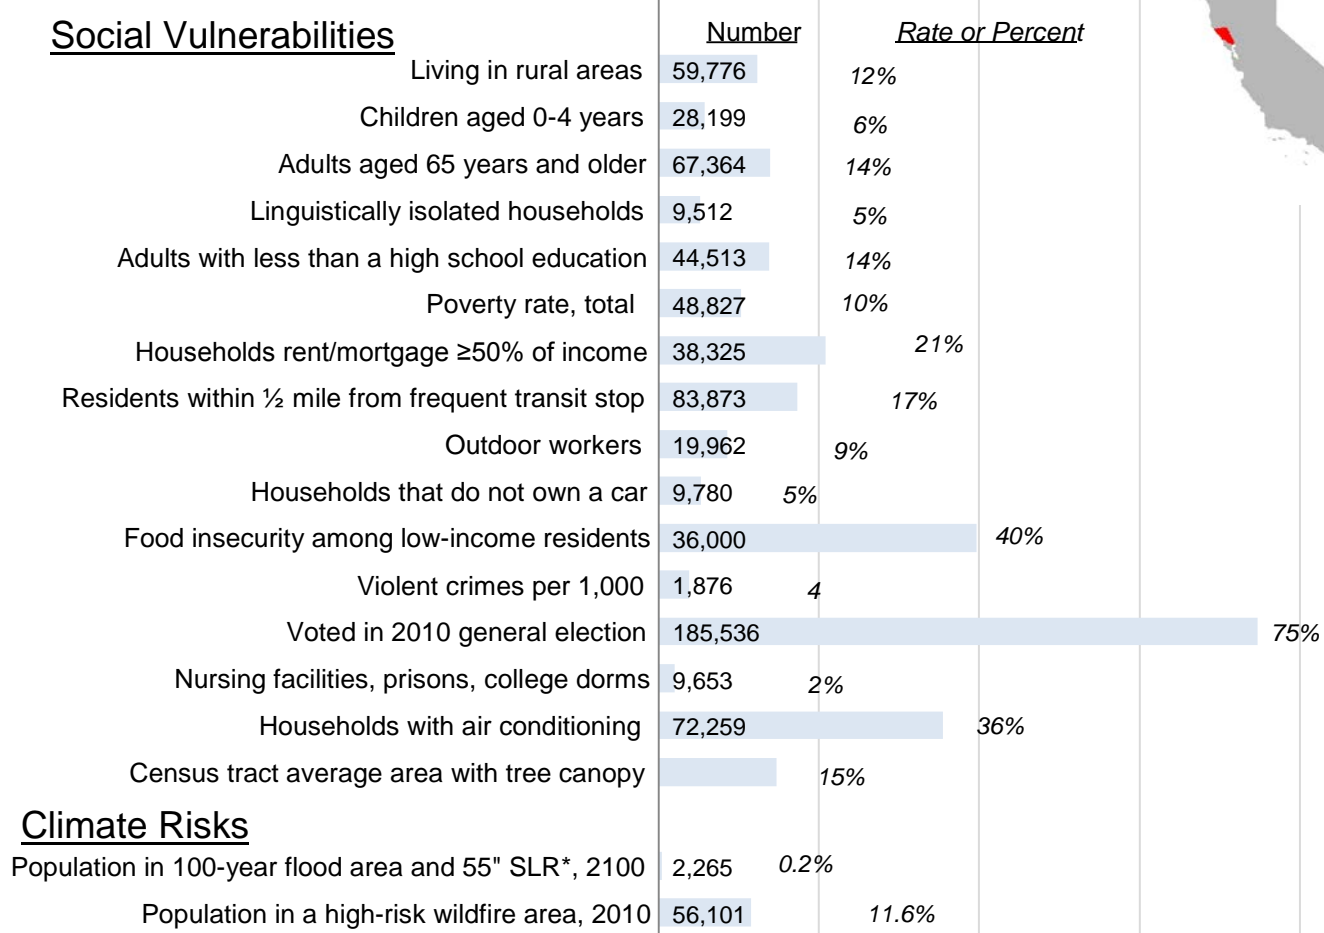 Social Vulnerabilities Number Rate or Percent
Living in rural areas 59,776 12%
Children aged 0-4 years 28,199 6%
Adults aged 65 years and older 67,364 14%
Linguistically isolated households 9,512 5%
Adults with less than a high school education 44,513 14%
Poverty rate, total 48,827 10%
Households rent/mortgage ≥50% of income 38,325 21%
Residents within ½ mile from frequent transit stop 83,873 17%
Outdoor workers 19,962 9%
Households that do not own a car 9,780 5%
Food insecurity among low-income residents 36,000 40%
Violent crimes per 1,000 1,876 4
Voted in 2010 general election 185,536 75%
Nursing facilities, prisons, college dorms 9,653 2%
Households with air conditioning 72,259 36%
Census tract average area with tree canopy 15%
Climate Risks
Population in 100-year flood area and 55" SLR*, 2100 2,265 0.2%
Population in a high-risk wildfire area, 2010 56,101 11.6%